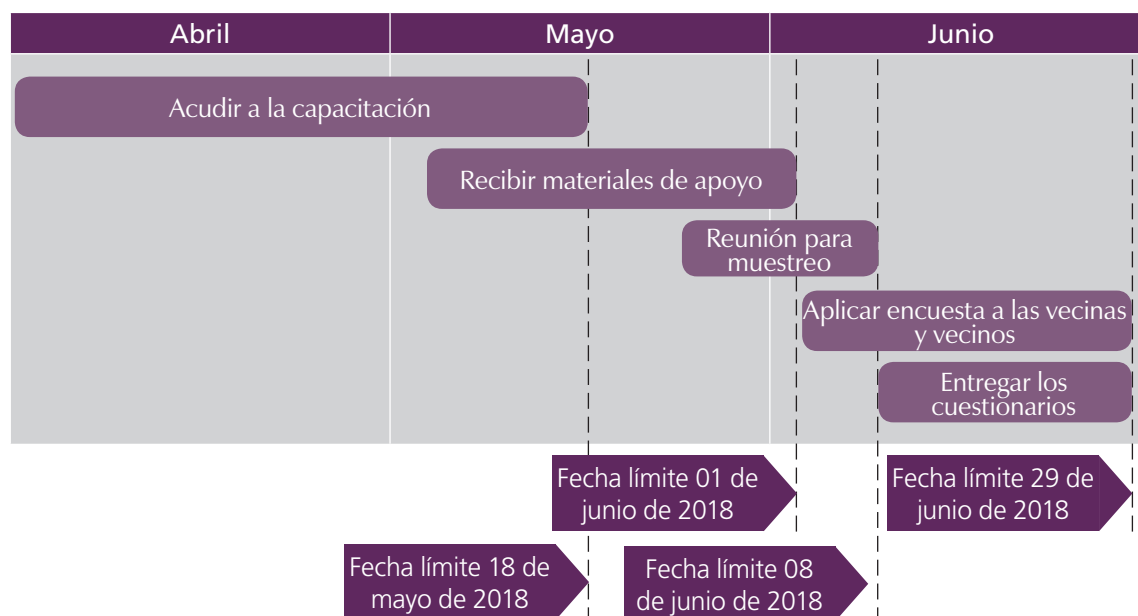 Abril
Mayo
Junio
Acudir a la capacitación
Recibir materiales de apoyo
Reunión para
muestreo
Aplicar encuesta a las vecinas
y vecinos
Entregar los
cuestionarios
Fecha límite 01 de
junio de 2018
Fecha límite 29 de
junio de 2018
Fecha límite 18 de
mayo de 2018
Fecha límite 08
de junio de 2018